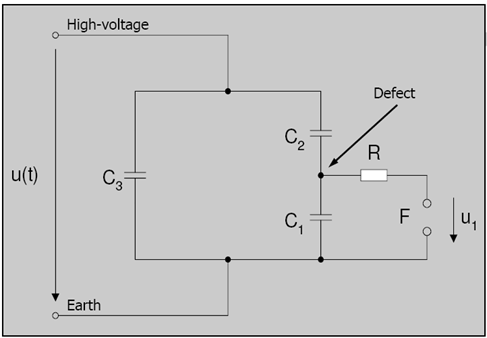 High-voltage
Defect
C2
R
u(t)
C3
C1
F
u1
Earth